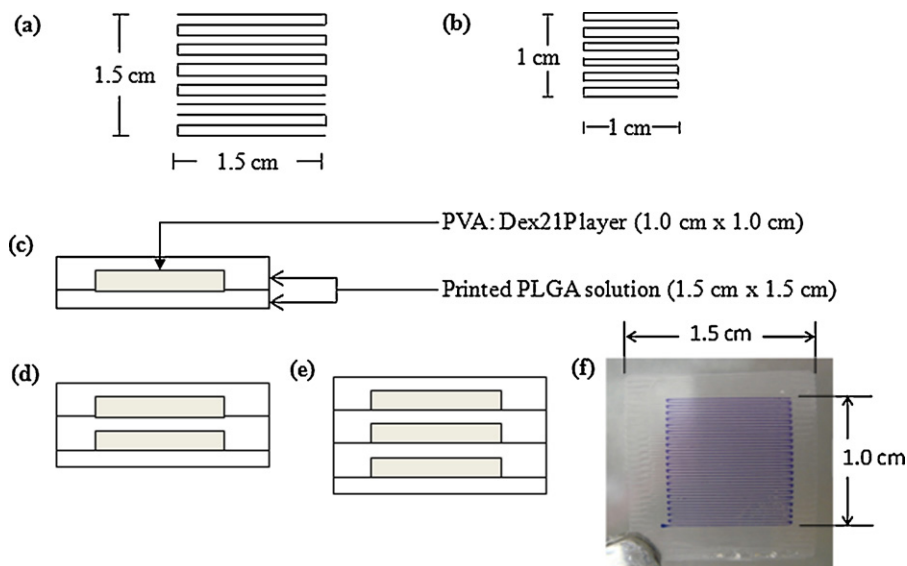 (a)
1.5 cm
1.5 cm
(b)
1 cm
1 cm
(c)
PVA: Dex21P layer (1.0 cm x 1.0 cm)
Printed PLGA solution (1.5 cm x 1.5 cm)
(d)
(e)
(f)
1.5 cm
1.0 cm